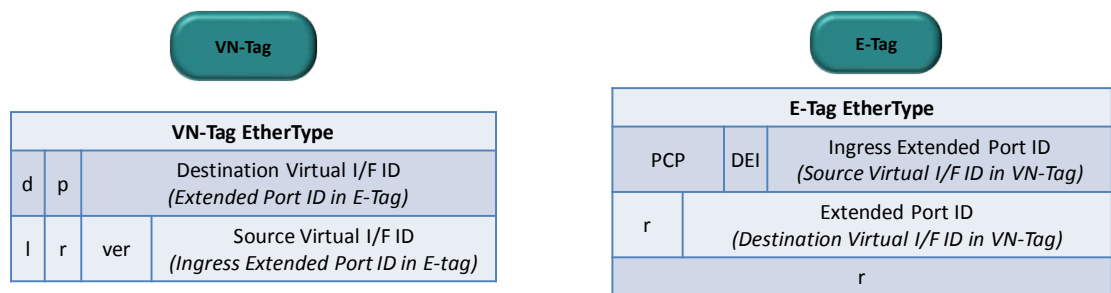 VN-Tag
VN-Tag EtherType
d p Destination Virtual I/F ID
(Extended Port ID in E-Tag)
l r ver Source Virtual I/F ID
(Ingress Extended Port ID in E-tag)
E-Tag
E-Tag EtherType
PCP DEI Ingress Extended Port ID
(Source Virtual I/F ID in VN-Tag)
r Extended Port ID
(Destination Virtual I/F ID in VN-Tag)
r